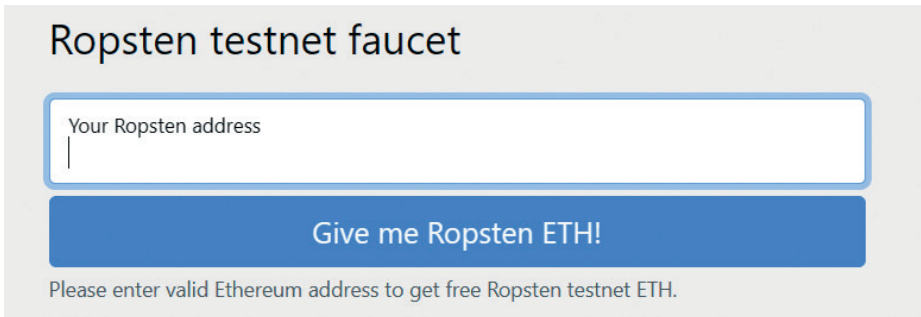 Ropsten testnet faucet
Your Ropsten address
Give me Ropsten ETH!
Please enter valid Ethereum address to get free Ropsten testnet ETH.